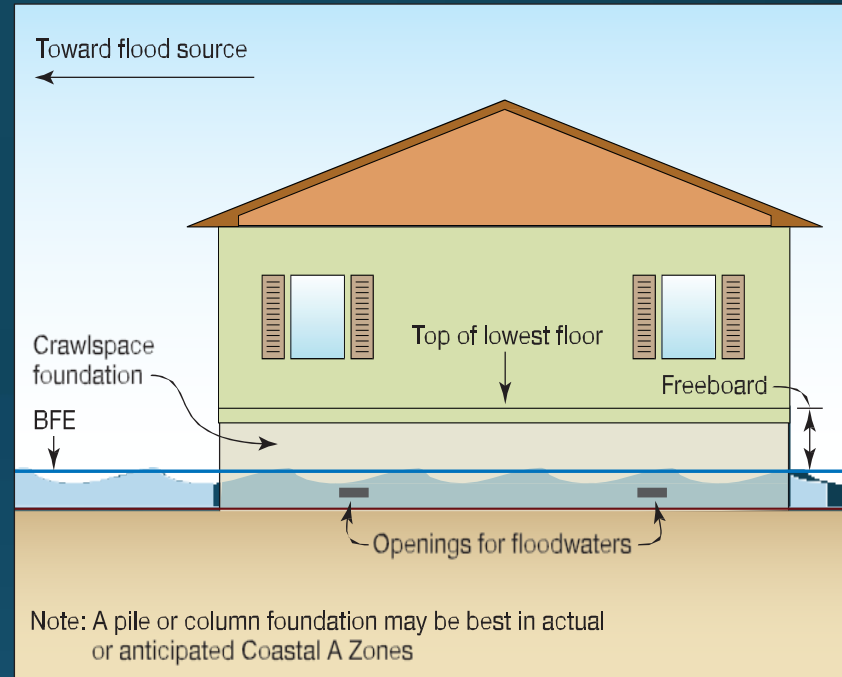 Toward flood source
Top of lowest floor
Crawlspace
foundation
Freeboard
BFE
Openings for floodwaters
Note: A pile or column foundation may be best in actual
or anticipated Coastal A Zones